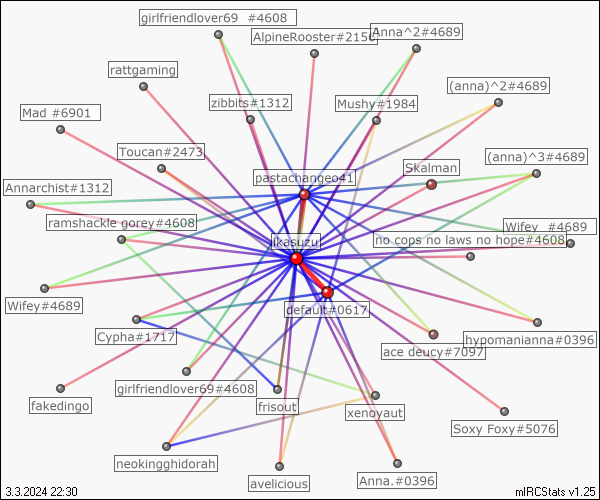 girlfriendlover69 #4608
Anna^2#4689
AlpineRooster#2150
rattgaming
(anna)^2#4689
zibbits#1312
Mushy#1984
Mad #6901
Toucan#2473
(anna)^3#4689
Skalman
pastachangeo41
Annarchist#1312
ramshackle gorey#4608
Wifey #4689
no cops no laws no hope#4608
ikasuzu
Wifey#4689
default#0617
Cypha#1717
hypomanianna#0396
ace deucy#7097
girlfriendlover69#4608
fakedingo
frisout
xenoyaut
Soxy Foxy#5076
neokingghidorah
avelicious
Anna.#0396
3.3.2024 22:30
mIRCStats v1.25